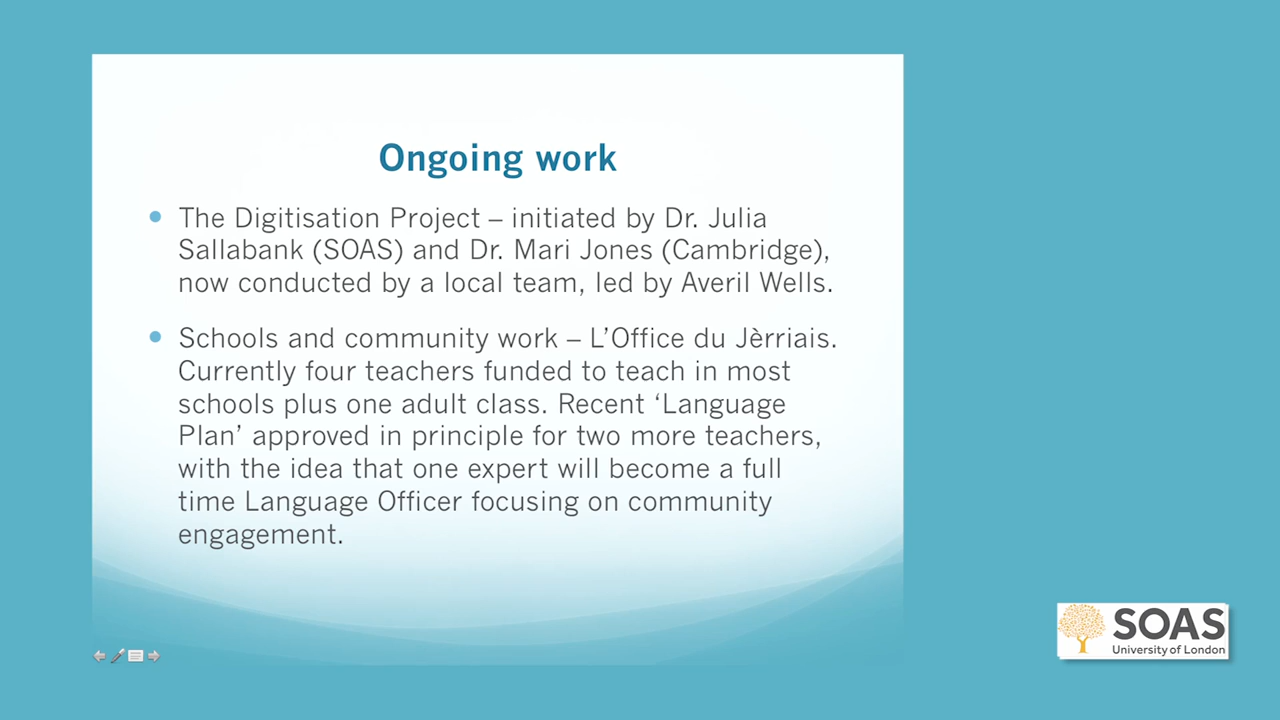 Ongoing work
The Digitisation Project – initiated by Dr. Julia
Sallabank (SOAS) and Dr. Mari Jones (Cambridge),
now conducted by a local team, led by Averil Wells.
Schools and community work – L’Office du Jèrriais.
Currently four teachers funded to teach in most
schools plus one adult class. Recent ‘Language
Plan’ approved in principle for two more teachers,
with the idea that one expert will become a full
time Language Officer focusing on community
engagement.
SOAS
University of London